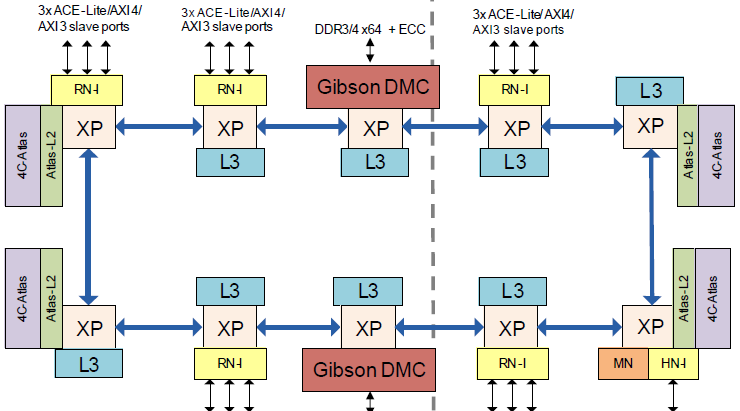 3x ACE-Lite/AXI4/
AXI3 slave ports
3x ACE-Lite/AXI4/
AXI3 slave ports
DDR3/4 x64 + ECC
3x ACE-Lite/AXI4/
AXI3 slave ports
RN-I
RN-I
Gibson DMC
RN-I
L3
4C-Atlas
Atlas-L2
XP
XP
XP
XP
XP
Atlas-L2
4C-Atlas
L3
L3
L3
4C-Atlas
Atlas-L2
L3
L3
L3
Atlas-L2
4C-Atlas
XP
XP
XP
XP
XP
L3
RN-I
Gibson DMC
RN-I
MN
HN-I